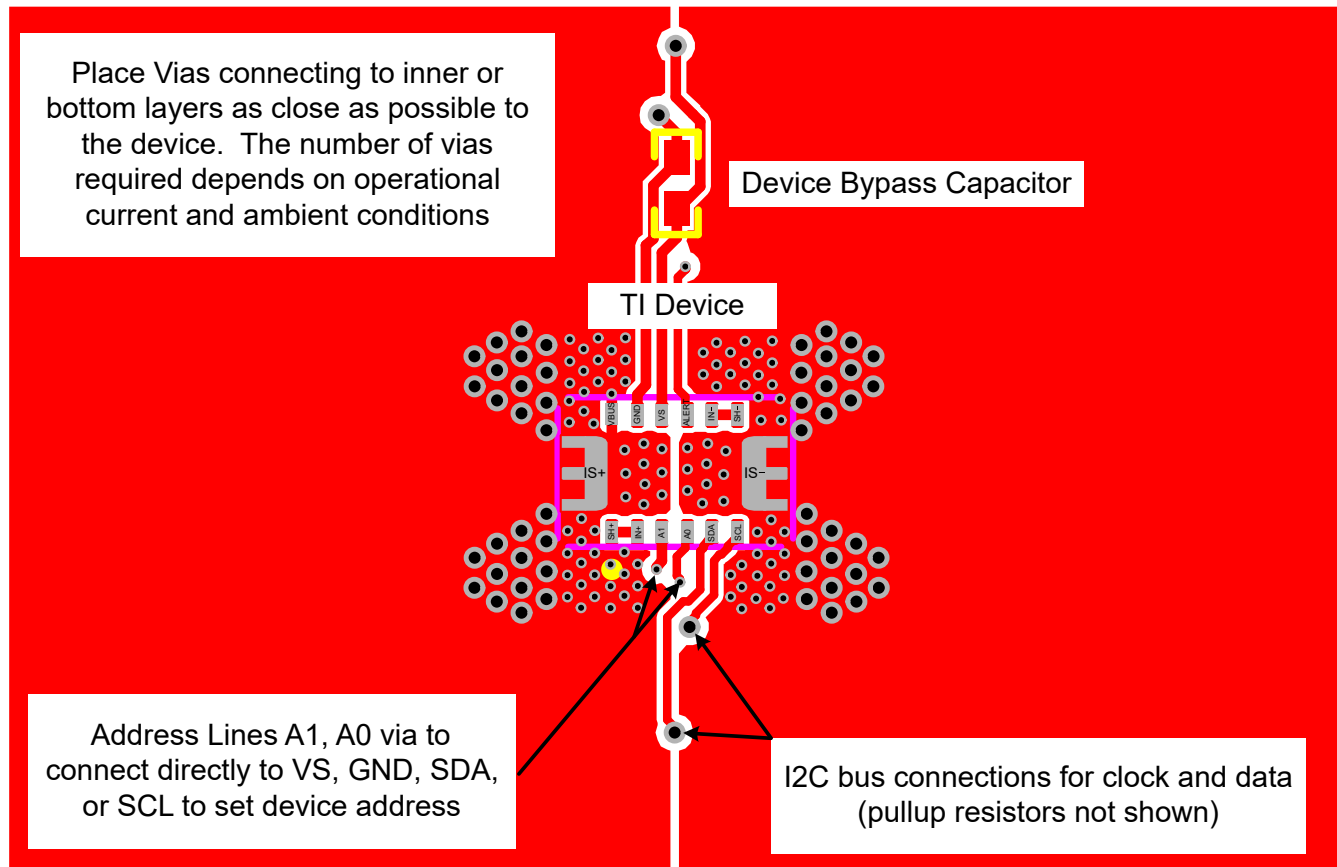 Place Vias connecting to inner or
bottom layers as close as possible to
the device.  The number of vias
required depends on operational
current and ambient conditions
Device Bypass Capacitor
TI Device
VBUS
GND
VS
ALER
IN−
SH−
IS+
IS−
SH+
IN+
A1
A0
SDA
SCL
Address Lines A1, A0 via to
connect directly to VS, GND, SDA,
or SCL to set device address
I2C bus connections for clock and data
(pullup resistors not shown)